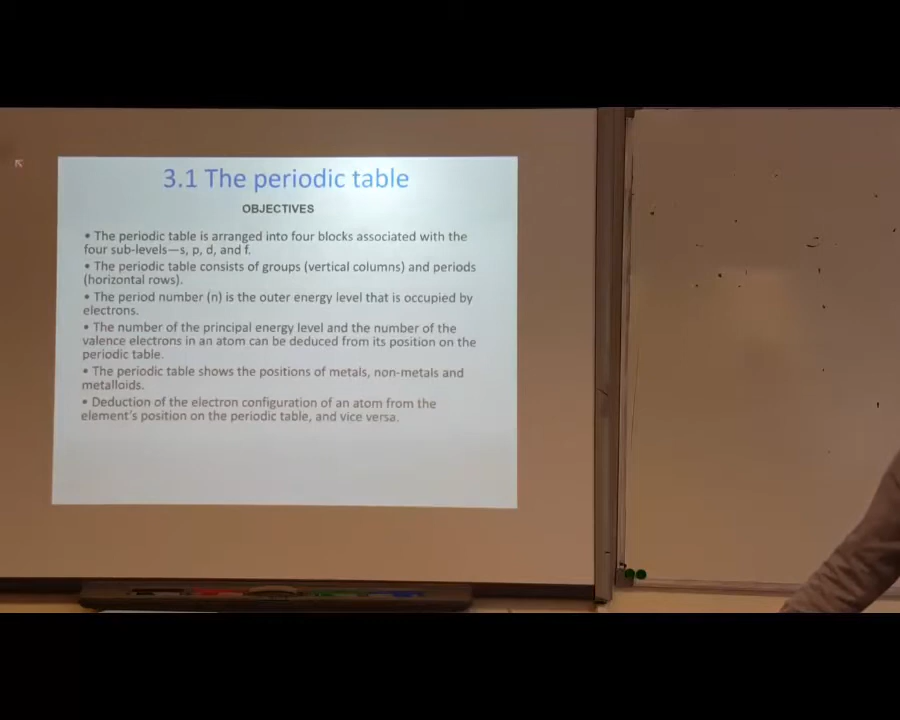 3.1 The periodic table
OBJECTIVES
• The periodic table is arranged into four blocks associated with the
four sub-levels—s, p, d, and f.
• The periodic table consists of groups (vertical columns) and periods
(horizontal rows).
• The period number (n) is the outer energy level that is occupied by
electrons.
• The number of the principal energy level and the number of the
valence electrons in an atom can be deduced from its position on the
periodic table.
• The periodic table shows the positions of metals, non-metals and
metalloids.
• Deduction of the electron configuration of an atom from the
element's position on the periodic table, and vice versa.